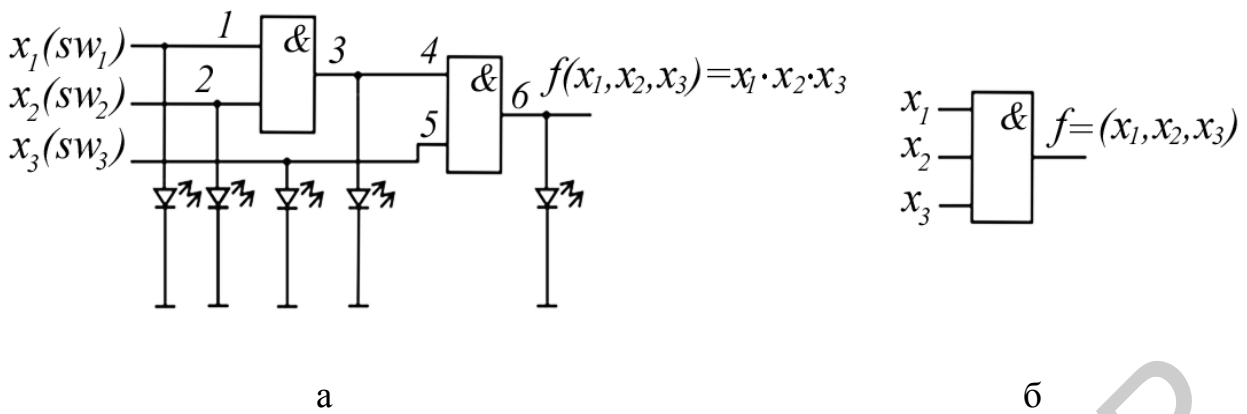 x₁(sw₁) 1 & 3 4 & 6 f(x₁,x₂,x₃)=x₁·x₂·x₃
x₂(sw₂) 2
x₃(sw₃) 5
x₁ & f=(x₁,x₂,x₃)
x₂
x₃
а
б